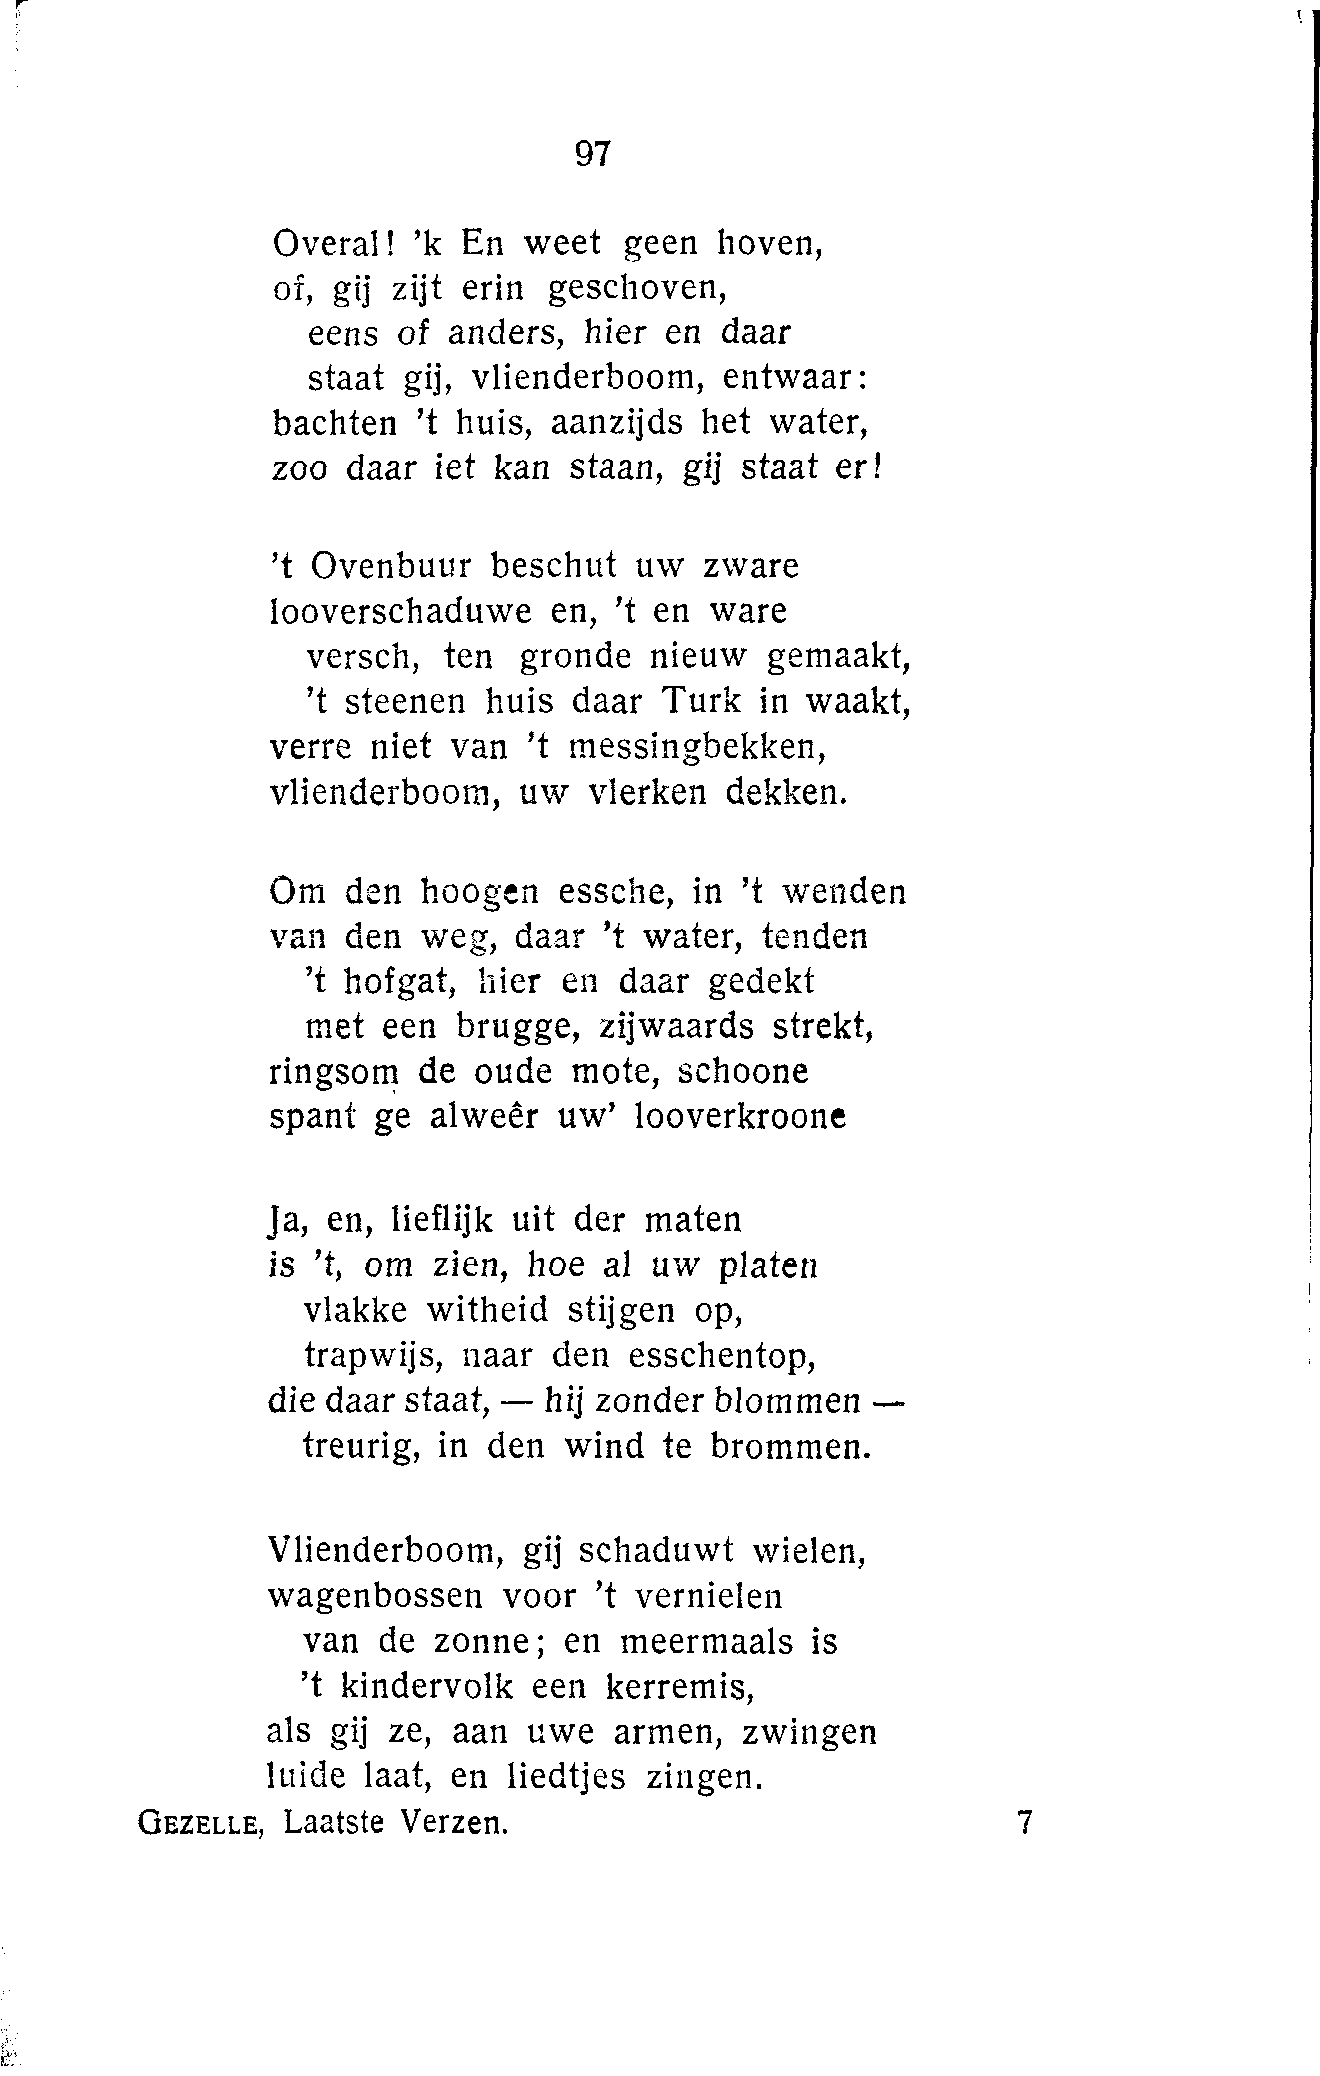 97
Overal! 'k En weet geen hoven,
of, gij zijt erin geschoven,
eens of anders, hier en daar
staat gij, vlienderboom, entwaar:
bachten 't huis, aanzijds het water,
zoo daar iet kan staan, gij staat er!
't Ovenbuur beschut uw zware
looverschaduwe en, 't en ware
versch, ten gronde nieuw gemaakt,
't steenen huis daar Turk in waakt,
verre niet van 't messingbekken,
vlienderboom, uw vlerken dekken.
Om den hoogen essche, in 't wenden
van den weg, daar 't water, tenden
't hofgat, hier en daar gedekt
met een brugge, zijwaards strekt,
ringsom de oude mote, schoone
spant ge alweêr uw' looverkroone
Ja, en, lieflijk uit der maten
is 't, om zien, hoe al uw platen
vlakke witheid stijgen op,
trapwijs, naar den esschentop,
die daar staat, — hij zonder blommen —
treurig, in den wind te brommen.
Vlienderboom, gij schaduwt wielen,
wagenbossen voor 't vernielen
van de zonne; en meermaals is
't kindervolk een kerremis,
als gij ze, aan uwe armen, zwingen
luide laat, en liedtjes zingen.
GEZELLE, Laatste Verzen. 7